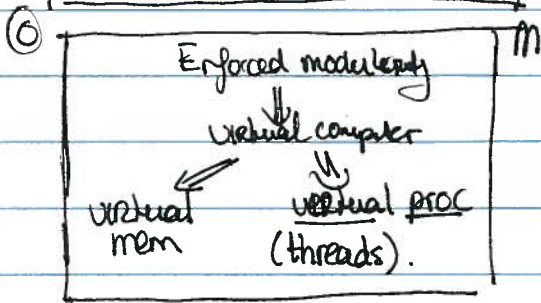 ⑥ M
Enforced modularity
⇓
virtual computer
⇙ ⇓
virtual virtual proc
mem (threads).